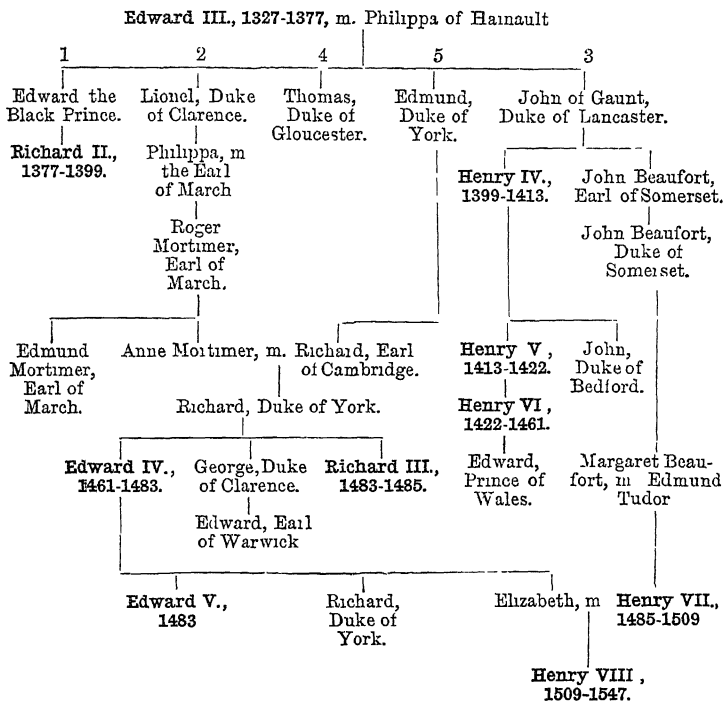 Edward III., 1327-1377, m. Philippa of Hainault
1 2 4 5 3
Edward the
Black Prince.
Lionel, Duke
of Clarence.
Thomas,
Duke of
Gloucester.
Edmund,
Duke of
York.
John of Gaunt,
Duke of Lancaster.
Richard II.,
1377-1399.
Philippa, m
the Earl
of March
Henry IV.,
1399-1413.
John Beaufort,
Earl of Somerset.
Roger
Mortimer,
Earl of
March.
John Beaufort,
Duke of
Somerset.
Edmund
Mortimer,
Earl of
March.
Anne Mortimer, m. Richard, Earl
of Cambridge.
Henry V.,
1413-1422.
John,
Duke of
Bedford.
Richard, Duke of York.
Henry VI.,
1422-1461.
Edward IV.,
1461-1483.
George, Duke
of Clarence.
Richard III.,
1483-1485.
Edward,
Prince of
Wales.
Margaret Beau-
fort, m Edmund
Tudor
Edward, Earl
of Warwick
Edward V.,
1483
Richard,
Duke of
York.
Elizabeth, m Henry VII.,
1485-1509
Henry VIII.,
1509-1547.